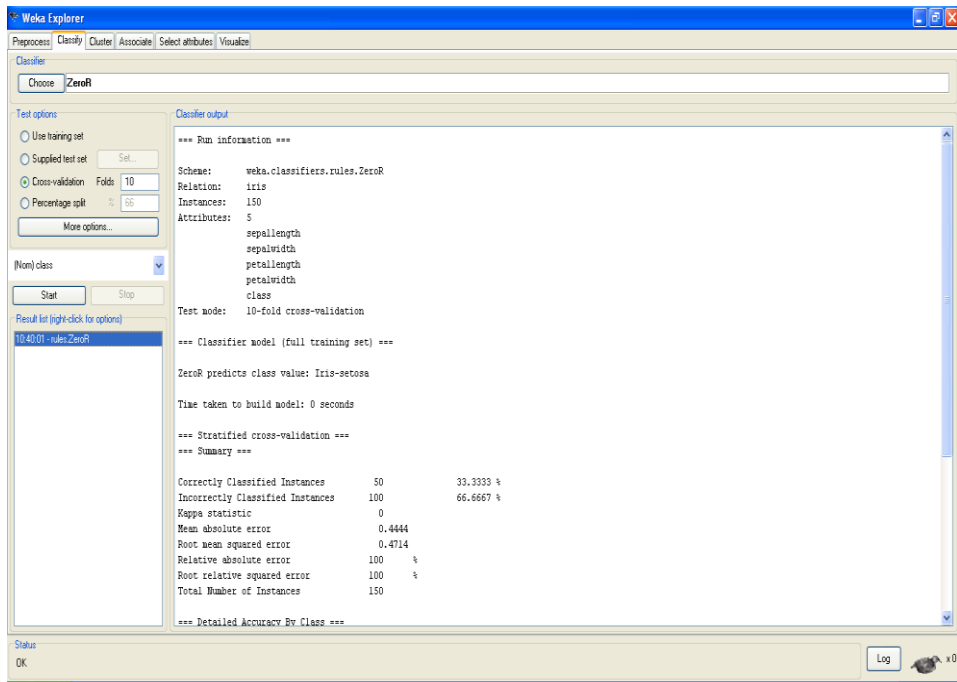 Weka Explorer
Preprocess Classify Cluster Associate Select attributes Visualize
Classifier
Choose ZeroR
Test options
Use training set
Supplied test set Set...
Cross-validation Folds 10
Percentage split % 66
More options...
(Nom) class
Start Stop
Result list (right-click for options)
10:40:01 - rules.ZeroR
Classifier output
=== Run information ===
Scheme: weka.classifiers.rules.ZeroR
Relation: iris
Instances: 150
Attributes: 5
sepallength
sepalwidth
petallength
petalwidth
class
Test mode: 10-fold cross-validation
=== Classifier model (full training set) ===
ZeroR predicts class value: Iris-setosa
Time taken to build model: 0 seconds
=== Stratified cross-validation ===
=== Summary ===
Correctly Classified Instances 50 33.3333 %
Incorrectly Classified Instances 100 66.6667 %
Kappa statistic 0
Mean absolute error 0.4444
Root mean squared error 0.4714
Relative absolute error 100 %
Root relative squared error 100 %
Total Number of Instances 150
=== Detailed Accuracy By Class ===
Status
OK
Log x 0